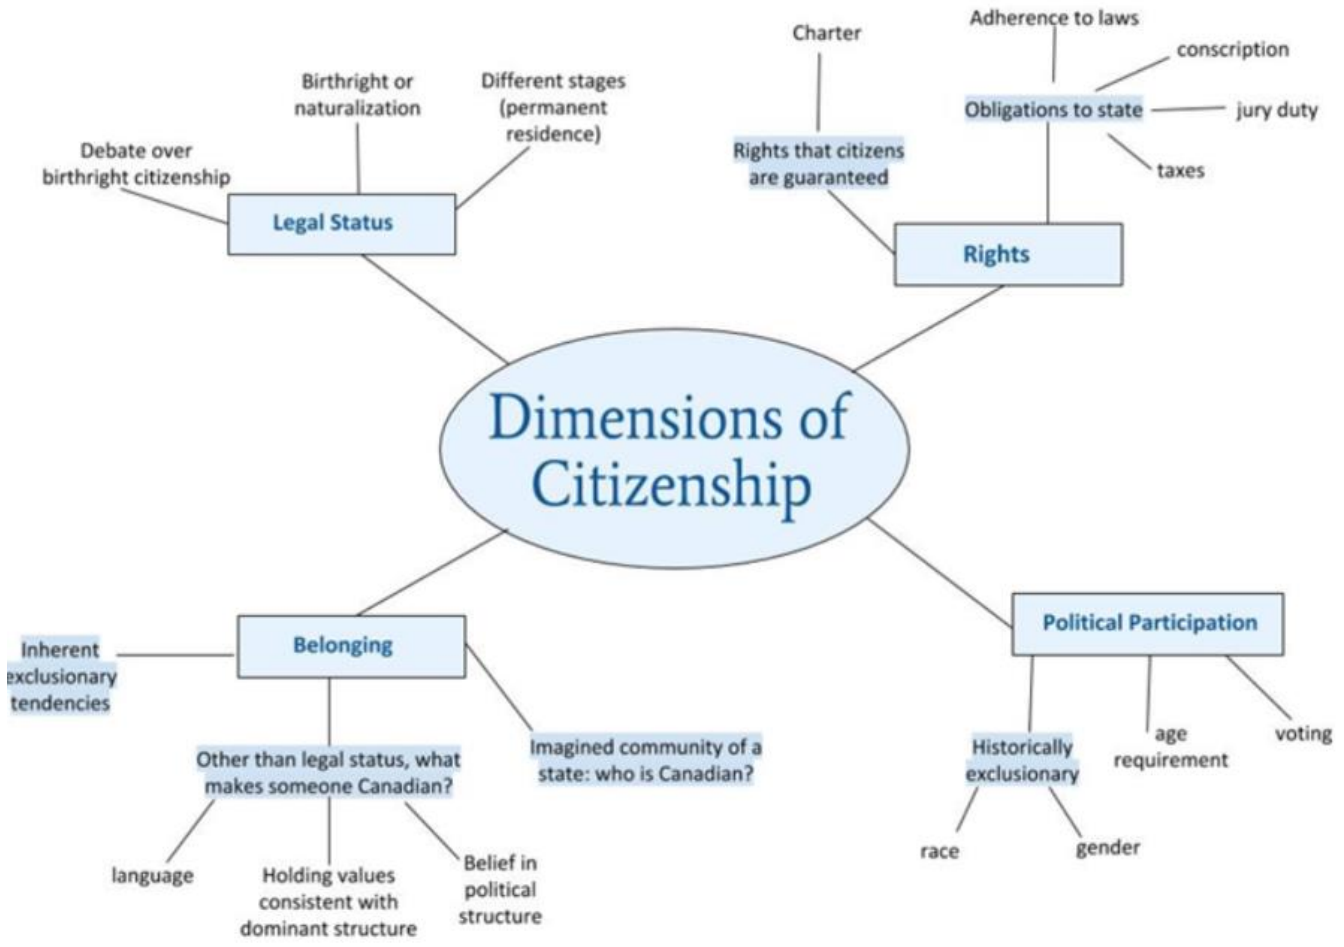 Dimensions of
Citizenship
Legal Status
Debate over
birthright citizenship
Birthright or
naturalization
Different stages
(permanent
residence)
Rights
Rights that citizens
are guaranteed
Charter
Obligations to state
Adherence to laws
conscription
jury duty
taxes
Belonging
Inherent
exclusionary
tendencies
Other than legal status, what
makes someone Canadian?
language
Holding values
consistent with
dominant structure
Belief in
political
structure
Imagined community of a
state: who is Canadian?
Political Participation
Historically
exclusionary
race
gender
age
requirement
voting